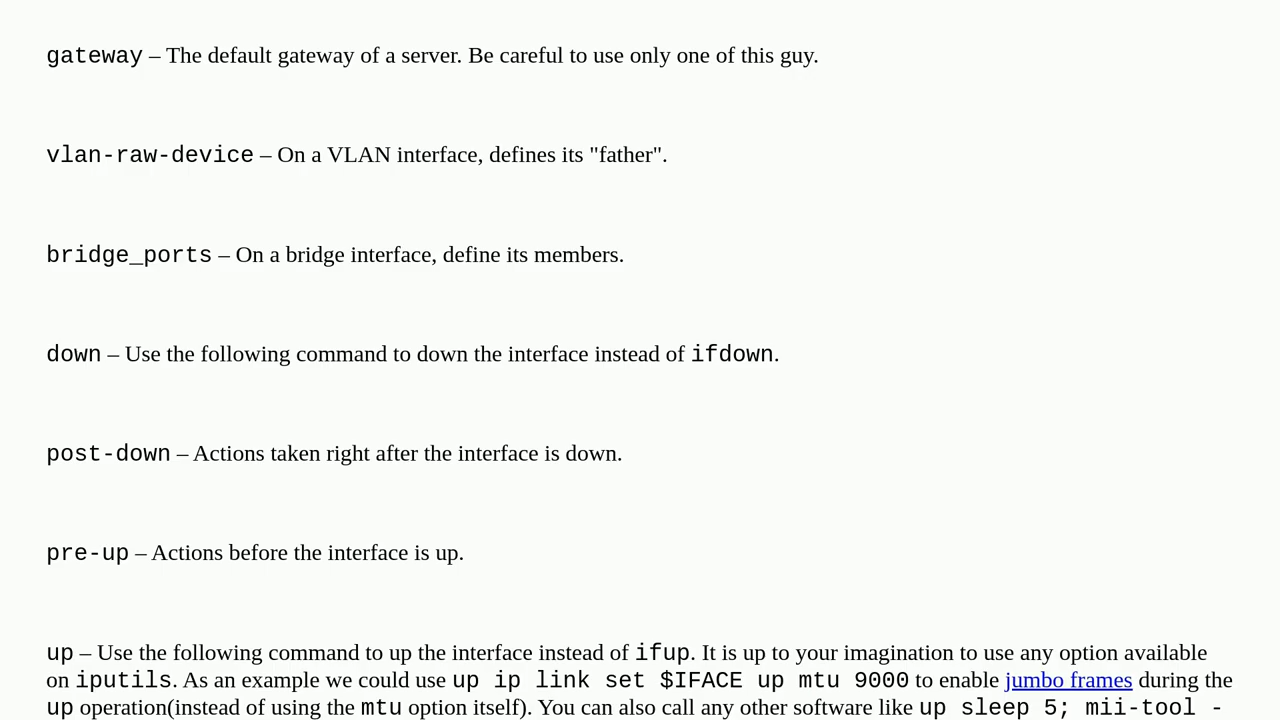 gateway – The default gateway of a server. Be careful to use only one of this guy.
vlan-raw-device – On a VLAN interface, defines its "father".
bridge_ports – On a bridge interface, define its members.
down – Use the following command to down the interface instead of ifdown.
post-down – Actions taken right after the interface is down.
pre-up – Actions before the interface is up.
up – Use the following command to up the interface instead of ifup. It is up to your imagination to use any option available
on iputils. As an example we could use up ip link set $IFACE up mtu 9000 to enable jumbo frames during the
up operation(instead of using the mtu option itself). You can also call any other software like up sleep 5; mii-tool -